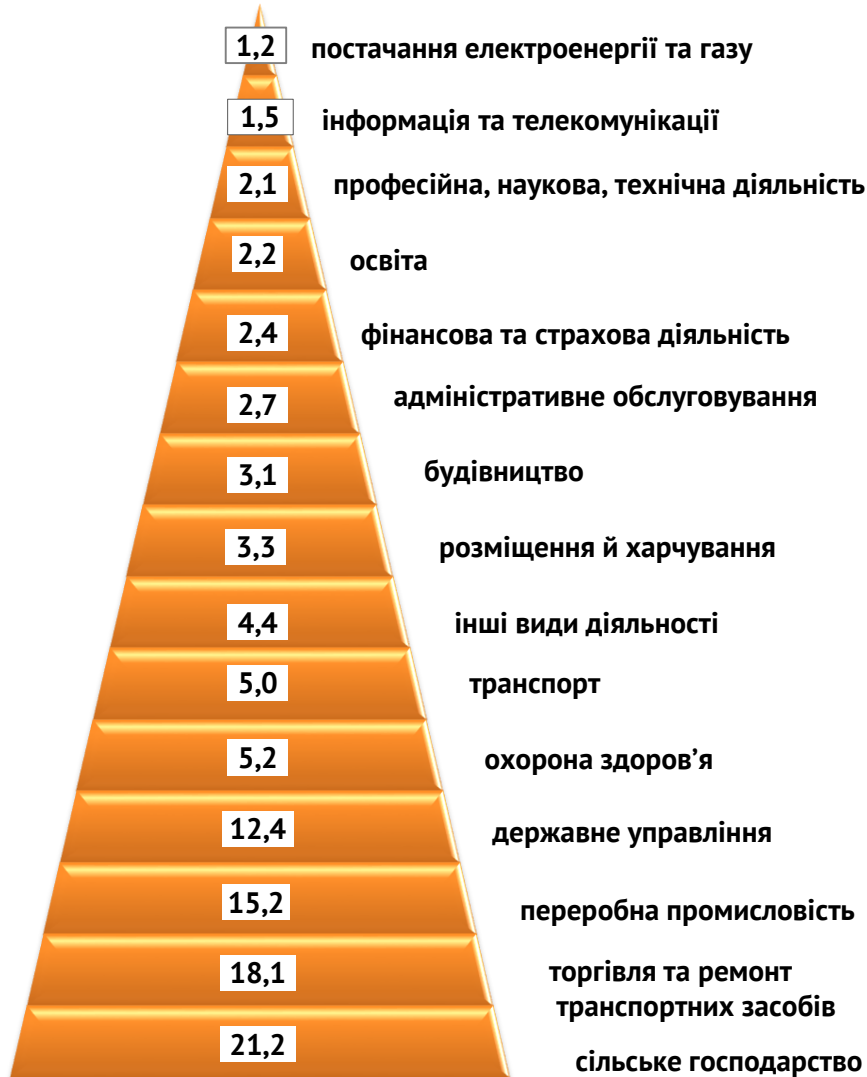 1,2 постачання електроенергії та газу
1,5 інформація та телекомунікації
2,1 професійна, наукова, технічна діяльність
2,2 освіта
2,4 фінансова та страхова діяльність
2,7 адміністративне обслуговування
3,1 будівництво
3,3 розміщення й харчування
4,4 інші види діяльності
5,0 транспорт
5,2 охорона здоров’я
12,4 державне управління
15,2 переробна промисловість
18,1 торгівля та ремонт
транспортних засобів
21,2 сільське господарство